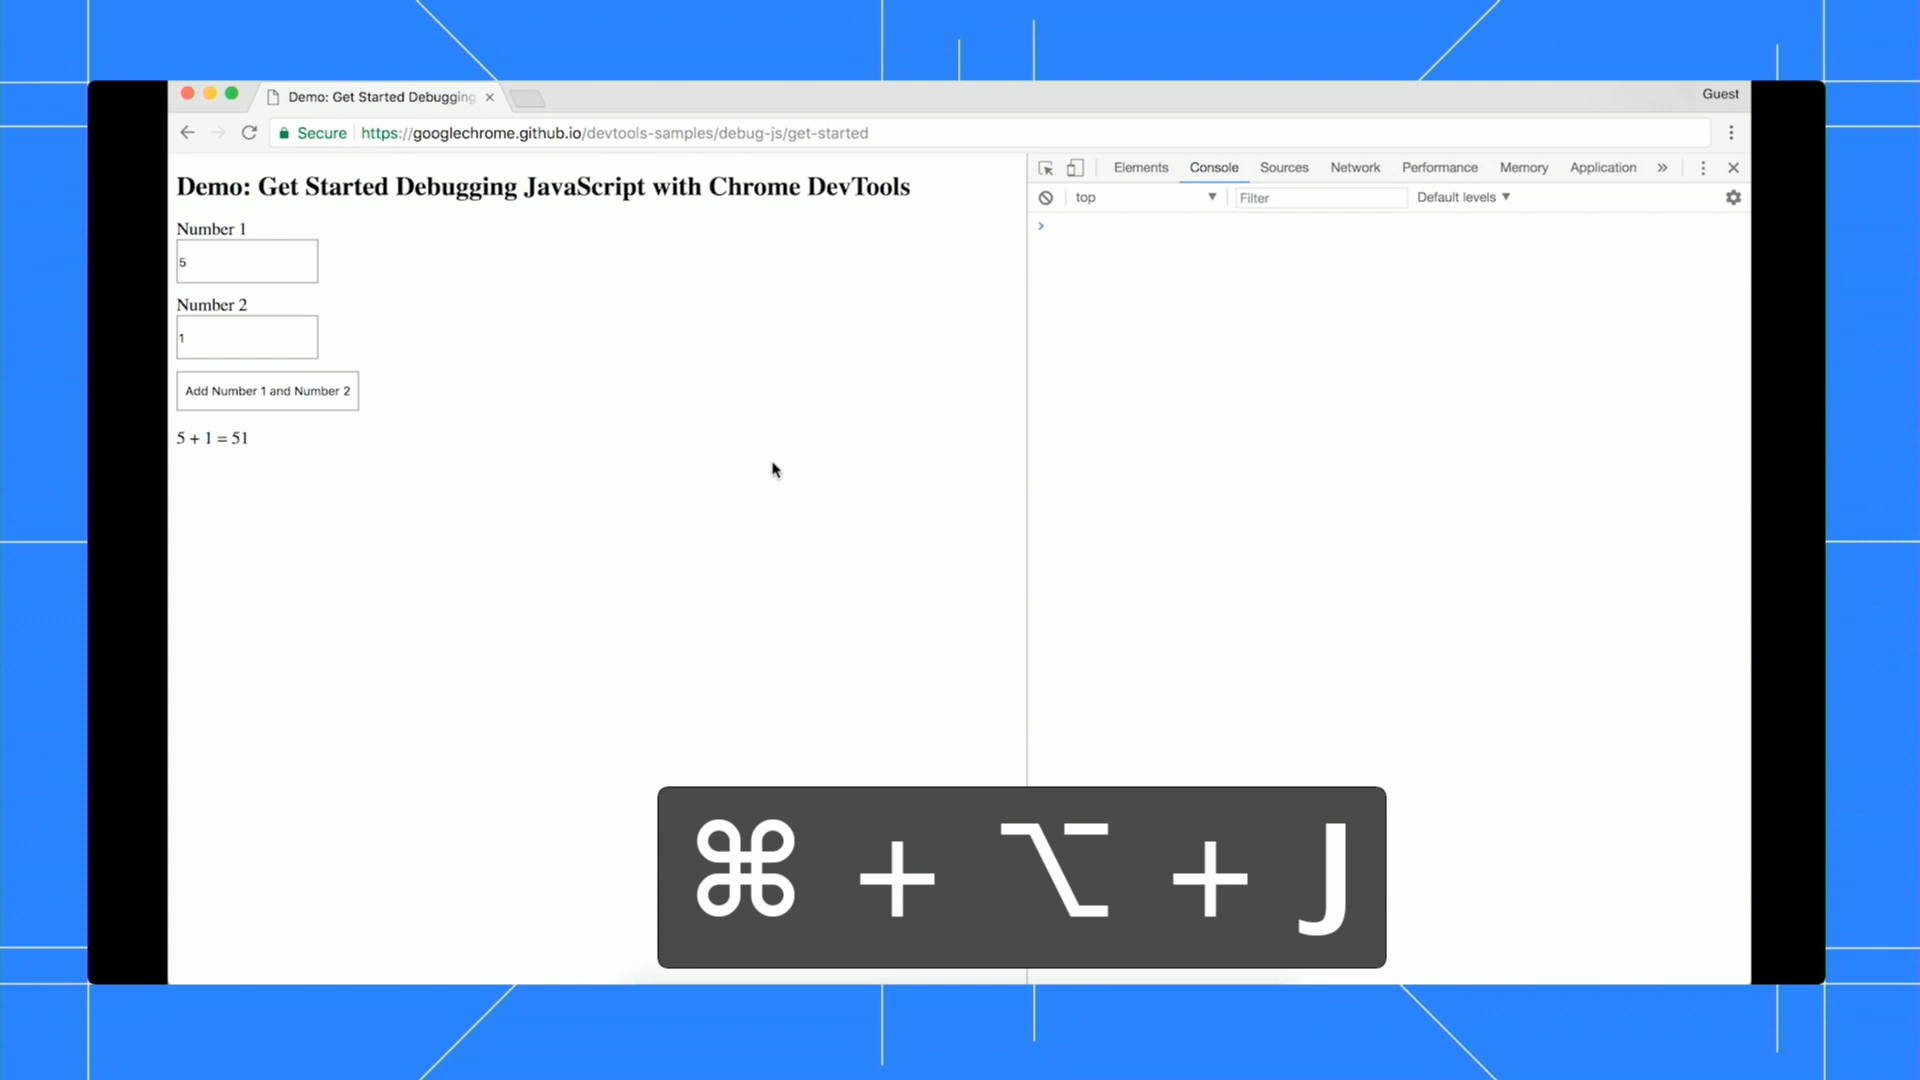 Demo: Get Started Debugging
Guest
Secure https://googlechrome.github.io/devtools-samples/debug-js/get-started
Elements Console Sources Network Performance Memory Application
top Filter Default levels
Demo: Get Started Debugging JavaScript with Chrome DevTools
Number 1
5
Number 2
1
Add Number 1 and Number 2
5 + 1 = 51
⌘ + ⌥ + J